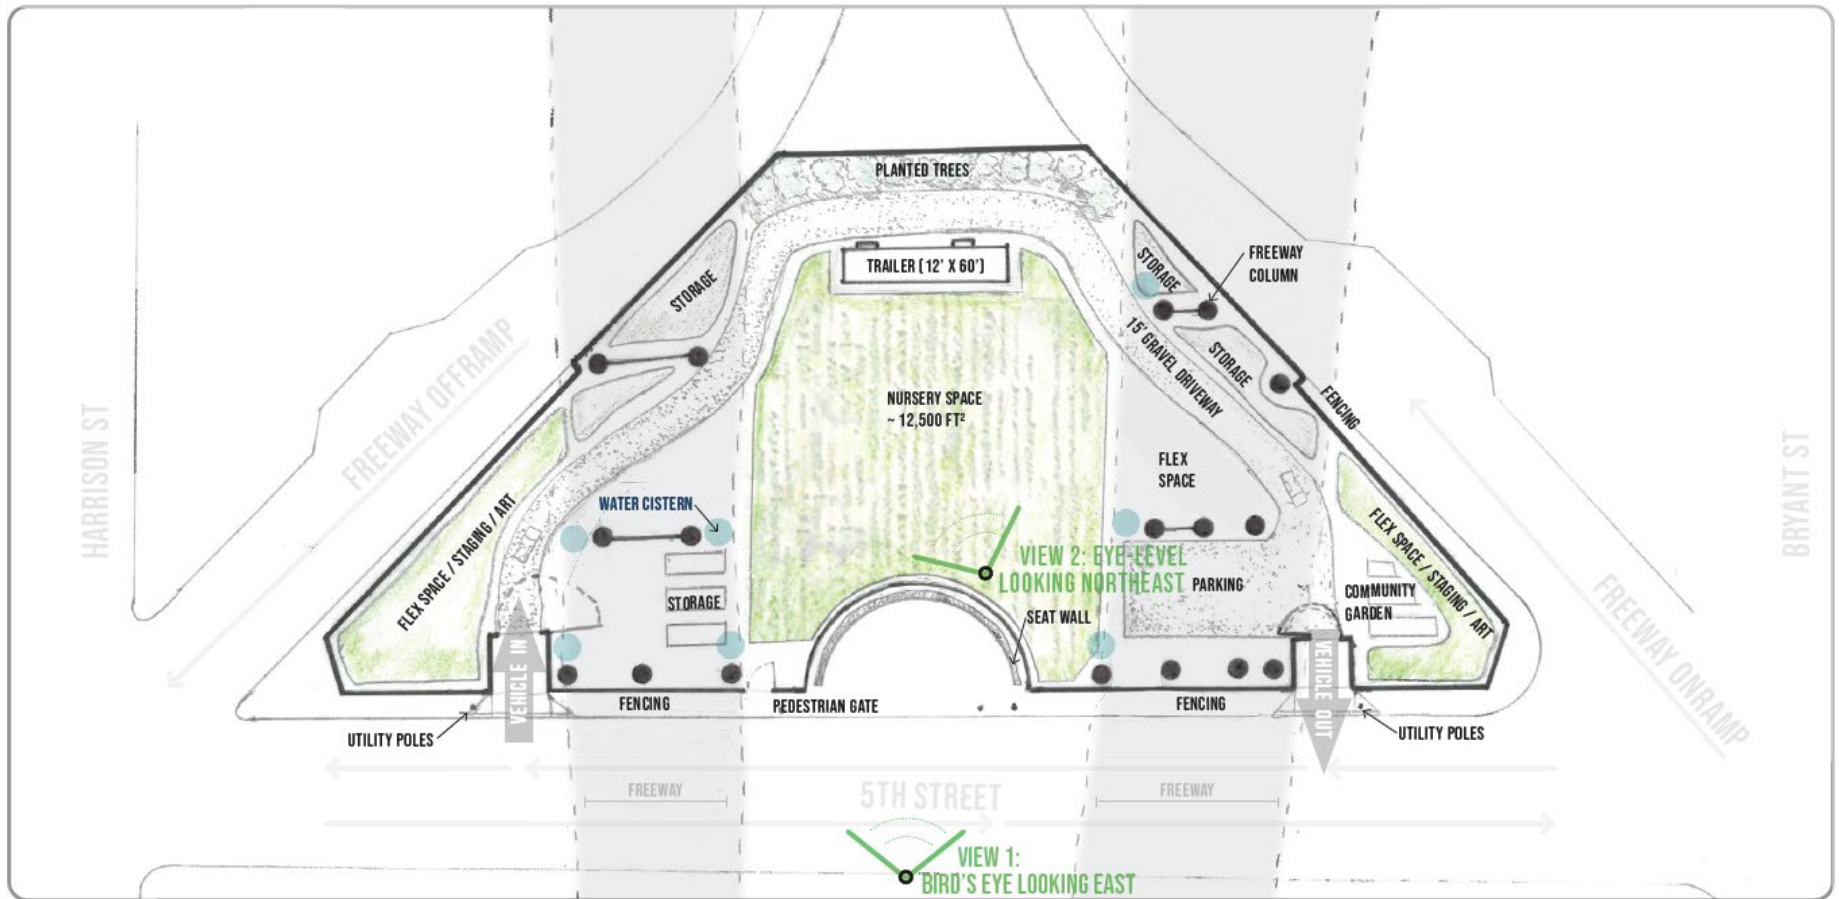 PLANTED TREES
TRAILER (12' X 60')
STORAGE
STORAGE
FREEWAY
COLUMN
15' GRAVEL DRIVEWAY
STORAGE
FENCING
FREEWAY OFFRAMP
HARRISON ST
NURSERY SPACE
~ 12,500 FT²
FLEX
SPACE
BRYANT ST
WATER CISTERN
FLEX SPACE / STAGING / ART
FLEX SPACE / STAGING / ART
VIEW 2: EYE-LEVEL
LOOKING NORTHEAST
PARKING
COMMUNITY
GARDEN
STORAGE
SEAT WALL
FREEWAY ONRAMP
VEHICLE IN
VEHICLE OUT
FENCING
PEDESTRIAN GATE
FENCING
UTILITY POLES
UTILITY POLES
FREEWAY
5TH STREET
FREEWAY
VIEW 1:
BIRD'S EYE LOOKING EAST